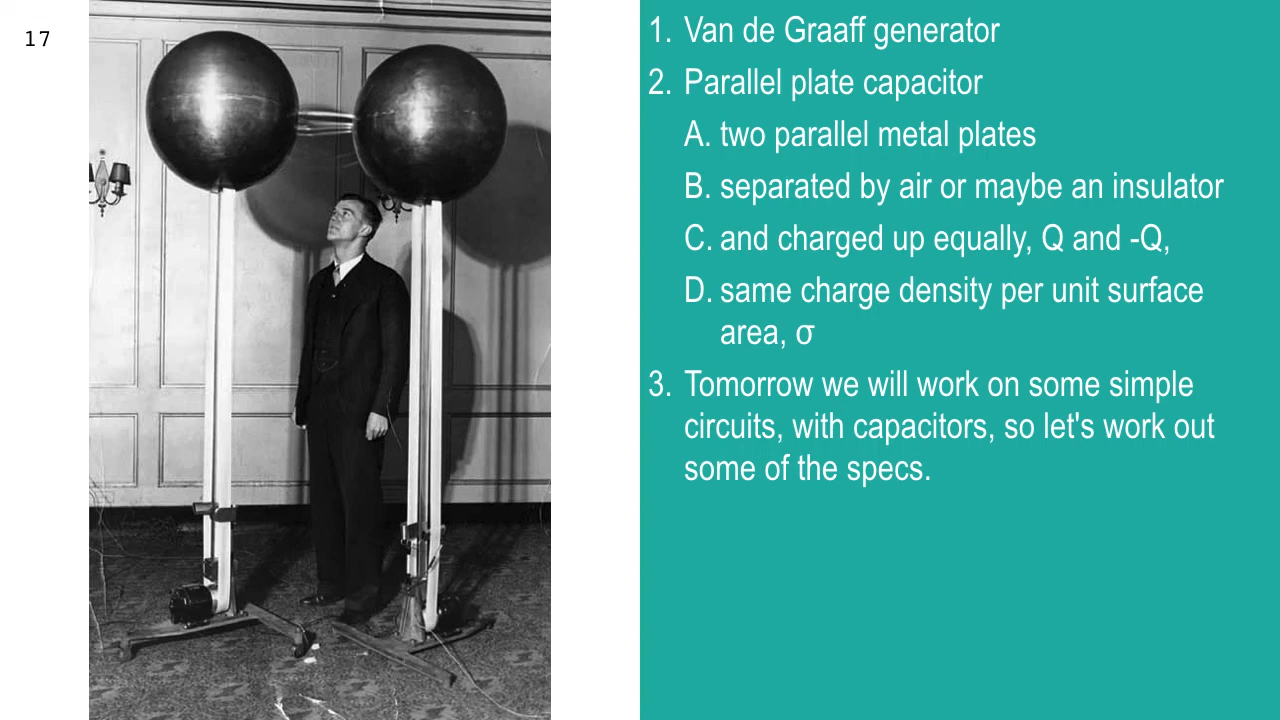 17
1. Van de Graaff generator
2. Parallel plate capacitor
A. two parallel metal plates
B. separated by air or maybe an insulator
C. and charged up equally, Q and -Q,
D. same charge density per unit surface
area, σ
3. Tomorrow we will work on some simple
circuits, with capacitors, so let's work out
some of the specs.